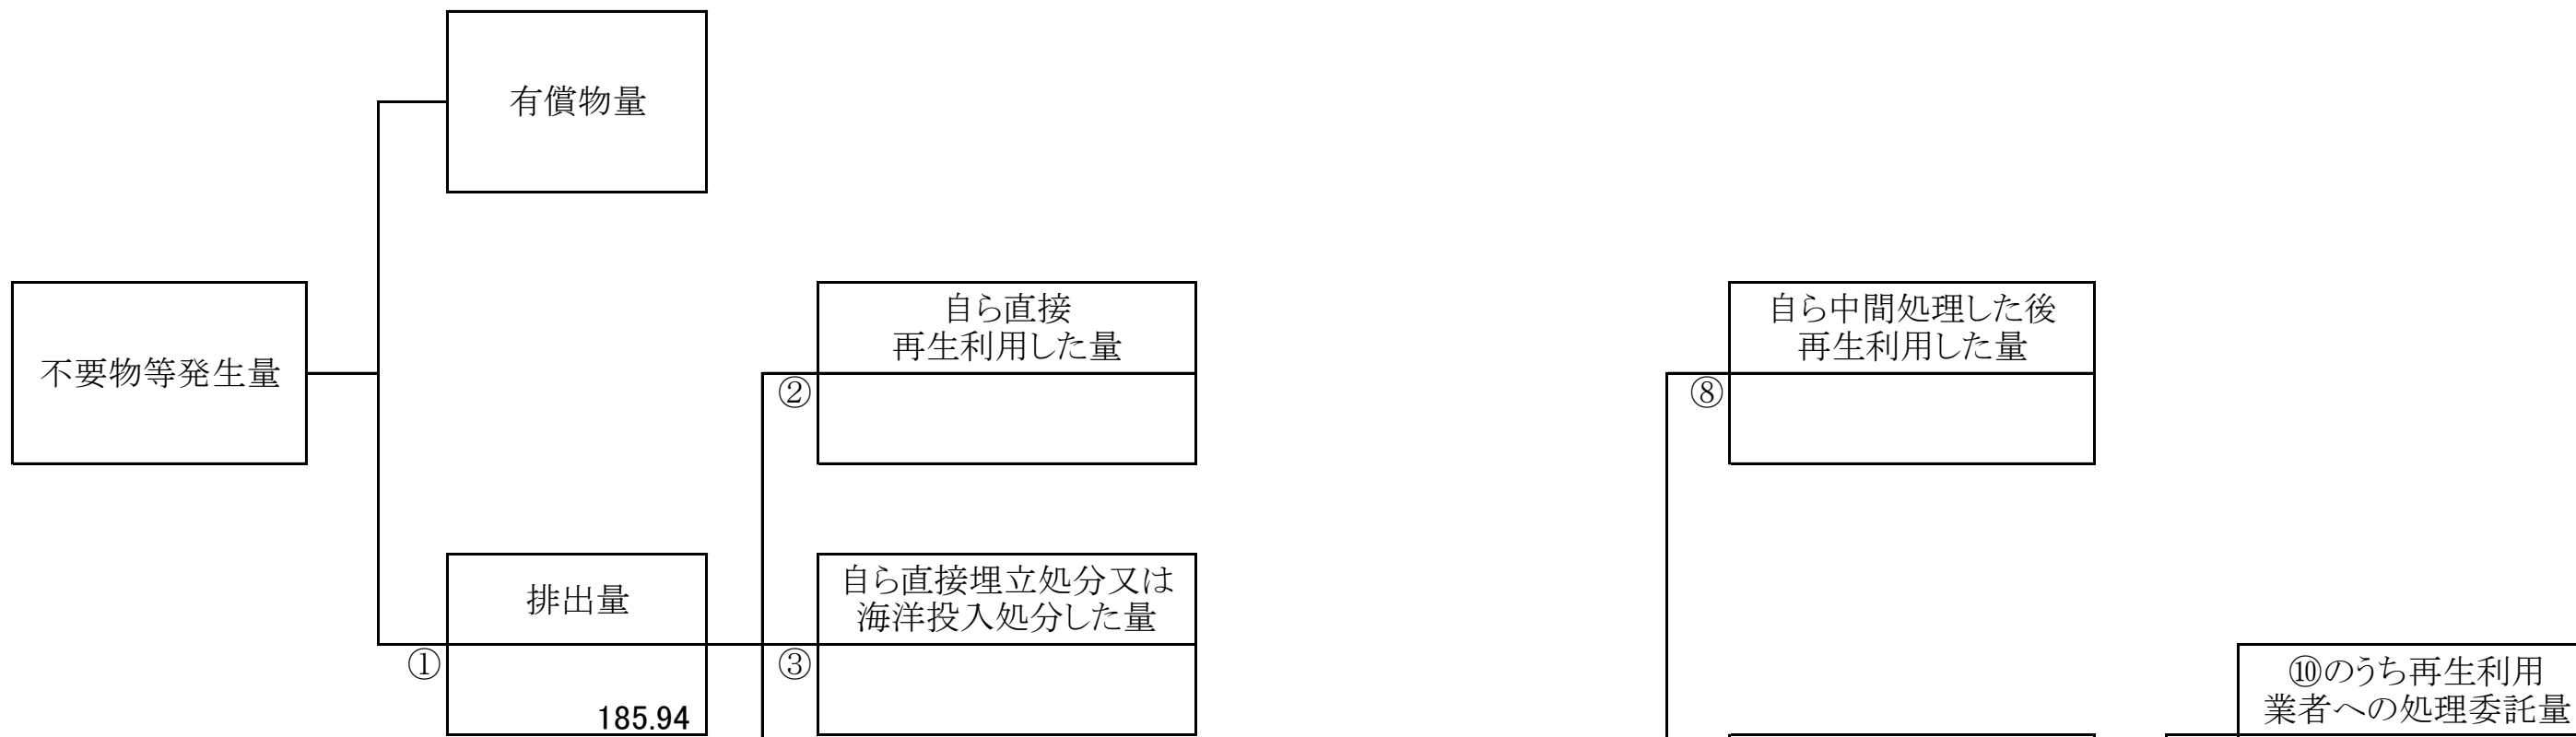 有償物量
不要物等発生量
自ら直接
再生利用した量
②
自ら中間処理した後
再生利用した量
⑧
排出量
①
185.94
自ら直接埋立処分又は
海洋投入処分した量
③
⑩のうち再生利用
業者への処理委託量